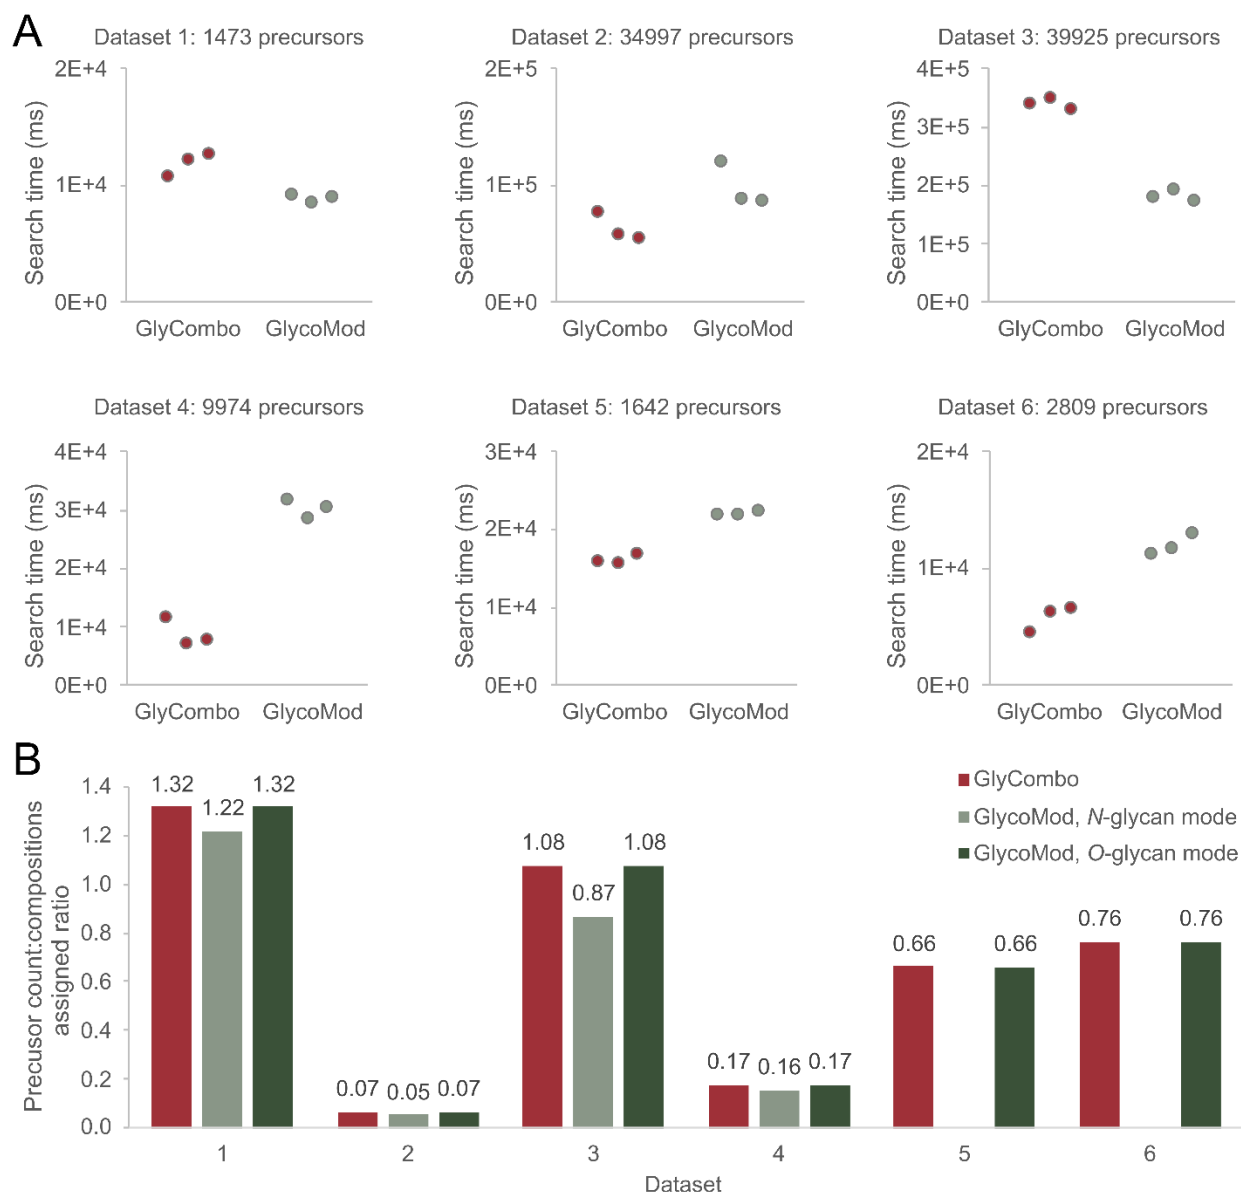 A
Dataset 1: 1473 precursors
Search time (ms)
2E+4
1E+4
0E+0
GlyCombo GlycoMod
Dataset 2: 34997 precursors
Search time (ms)
2E+5
1E+5
0E+0
GlyCombo GlycoMod
Dataset 3: 39925 precursors
Search time (ms)
4E+5
3E+5
2E+5
1E+5
0E+0
GlyCombo GlycoMod
Dataset 4: 9974 precursors
Search time (ms)
4E+4
3E+4
2E+4
1E+4
0E+0
GlyCombo GlycoMod
Dataset 5: 1642 precursors
Search time (ms)
3E+4
2E+4
1E+4
0E+0
GlyCombo GlycoMod
Dataset 6: 2809 precursors
Search time (ms)
2E+4
1E+4
0E+0
GlyCombo GlycoMod
B
Precusor count:compositions
assigned ratio
1.4
1.2
1.0
0.8
0.6
0.4
0.2
0.0
1.32 1.22 1.32
0.07 0.05 0.07
1.08 0.87 1.08
0.17 0.16 0.17
0.66 0.66
0.76 0.76
GlyCombo
GlycoMod, N-glycan mode
GlycoMod, O-glycan mode
1 2 3 4 5 6
Dataset